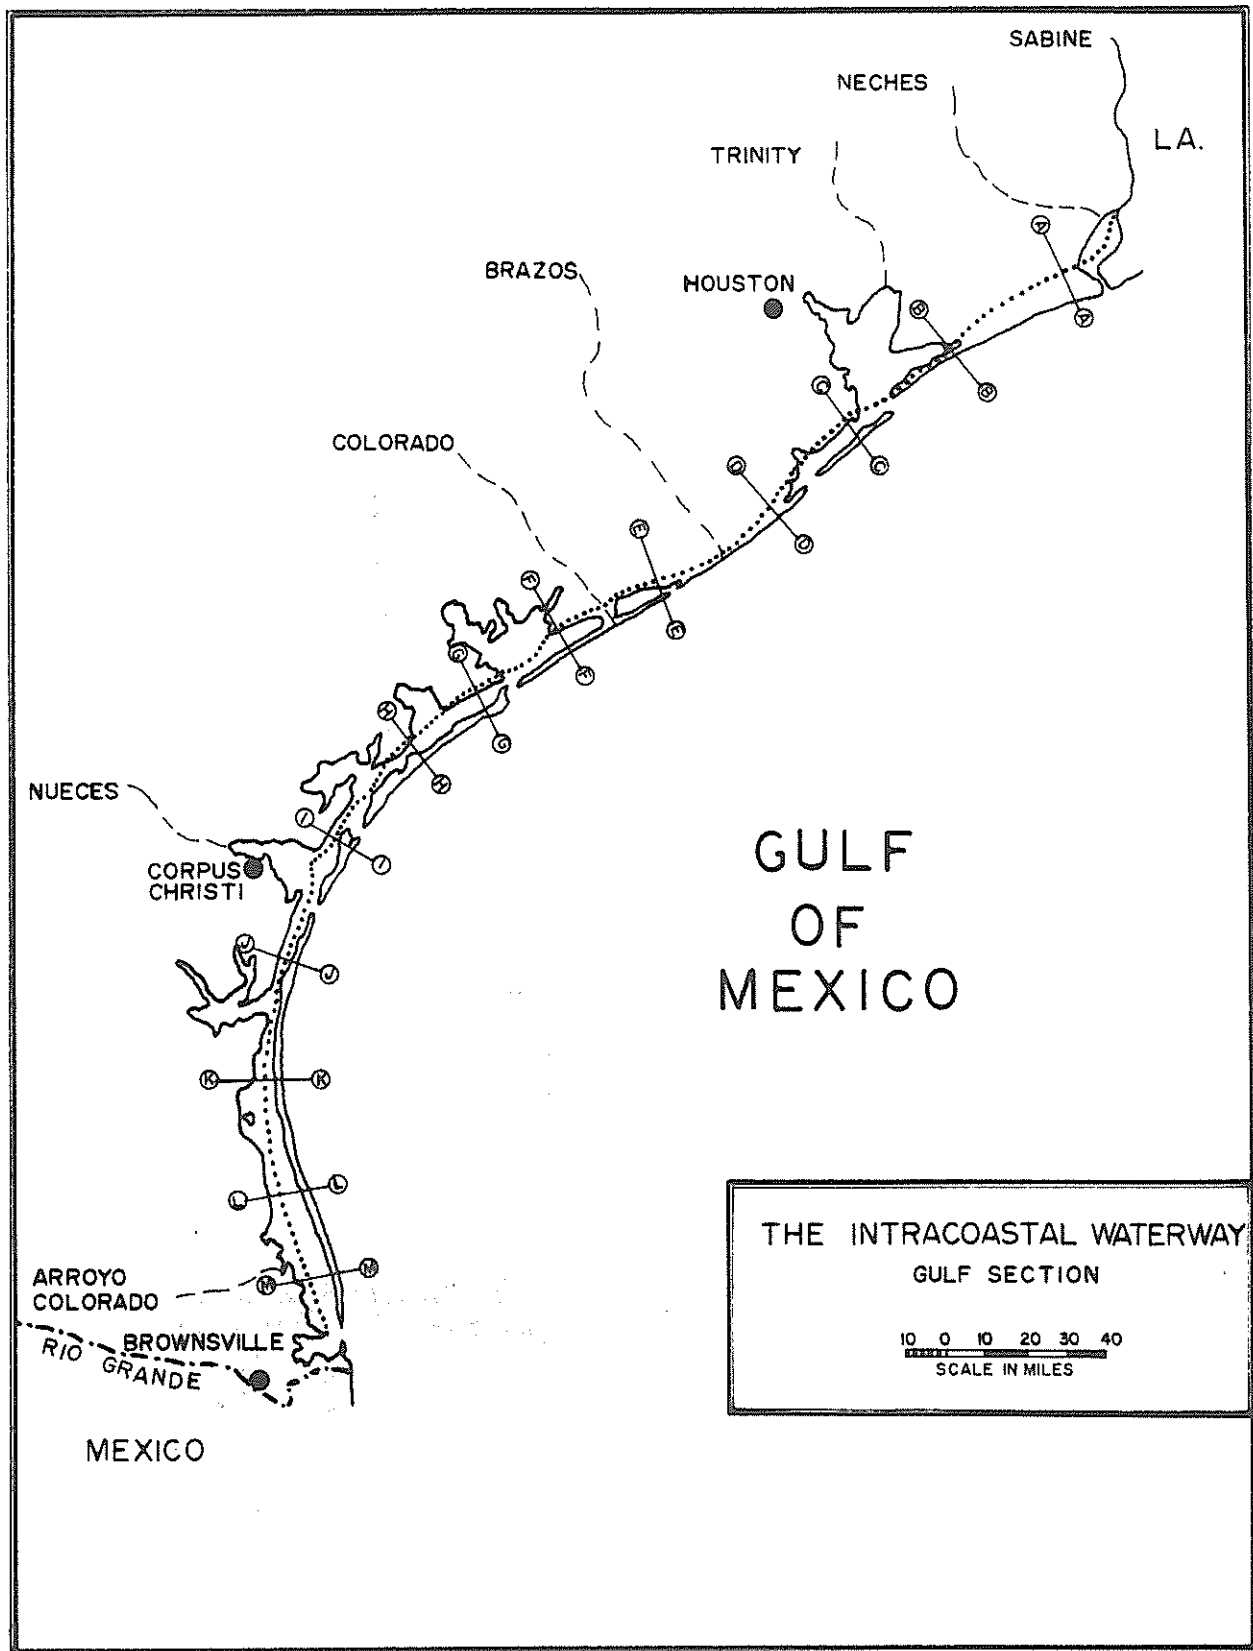 SABINE
NECHES
LA.
TRINITY
BRAZOS
HOUSTON
COLORADO
A
A
B
B
C
C
D
D
E
E
F
F
G
G
H
H
I
I
NUECES
CORPUS
CHRISTI
GULF
OF
MEXICO
J
J
K
K
L
L
M
M
ARROYO
COLORADO
BROWNSVILLE
RIO GRANDE
MEXICO
THE INTRACOASTAL WATERWAY
GULF SECTION
10 0 10 20 30 40
SCALE IN MILES